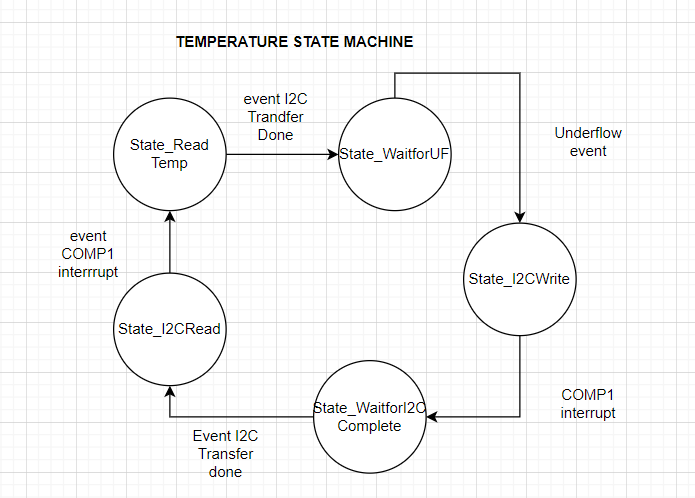 TEMPERATURE STATE MACHINE
event I2C
Trandfer
Done
State_Read
Temp
State_WaitforUF
Underflow
event
event
COMP1
interrrupt
State_I2CWrite
State_I2CRead
State_WaitforI2C
Complete
COMP1
interrupt
Event I2C
Transfer
done